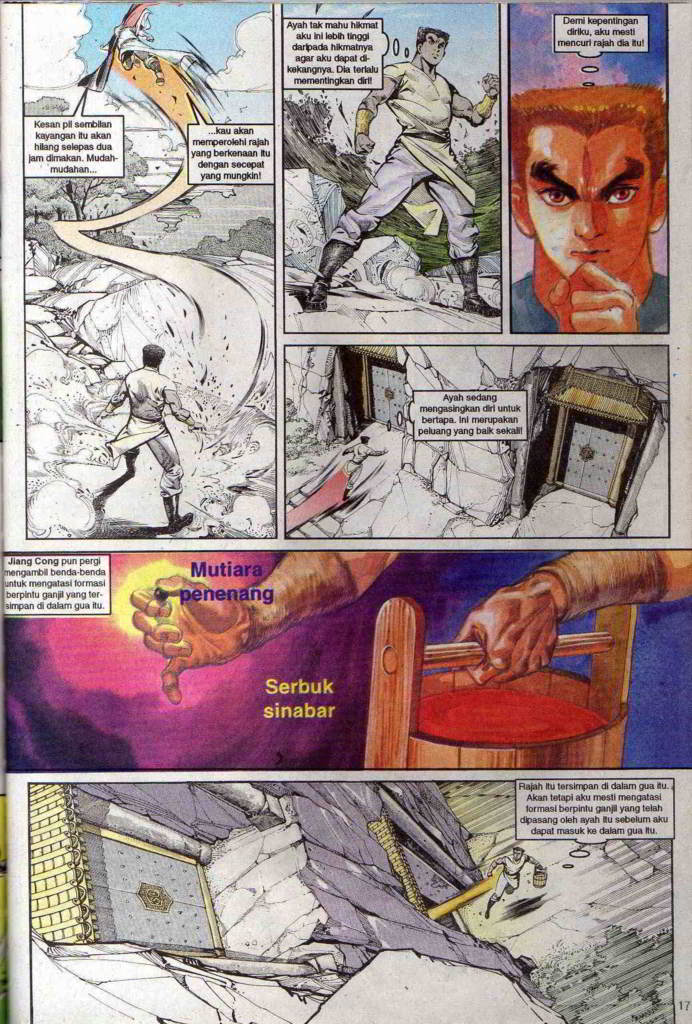 Kesan pil sembilan
kayangan itu akan
hilang selepas dua
jam dimakan. Mudah-
mudahan...
...kau akan
memperolehi rajah
yang berkenaan itu
dengan secepat
yang mungkin!
Ayah tak mahu hikmat
aku ini lebih tinggi
daripada hikmatnya
agar aku dapat di-
kekangnya. Dia terlalu
mementingkan diri!
Demi kepentingan
diriku, aku mesti
mencuri rajah dia itu!
Ayah sedang
mengasingkan diri untuk
bertapa. Ini merupakan
peluang yang baik sekali!
Jiang Cong pun pergi
mengambil benda-benda
untuk mengatasi formasi
berpintu ganjil yang ter-
simpan di dalam gua itu.
Mutiara
penenang
Serbuk
sinabar
Rajah itu tersimpan di dalam gua itu.
Akan tetapi aku mesti mengatasi
formasi berpintu ganjil yang telah
dipasang oleh ayah itu sebelum aku
dapat masuk ke dalam gua itu.
17